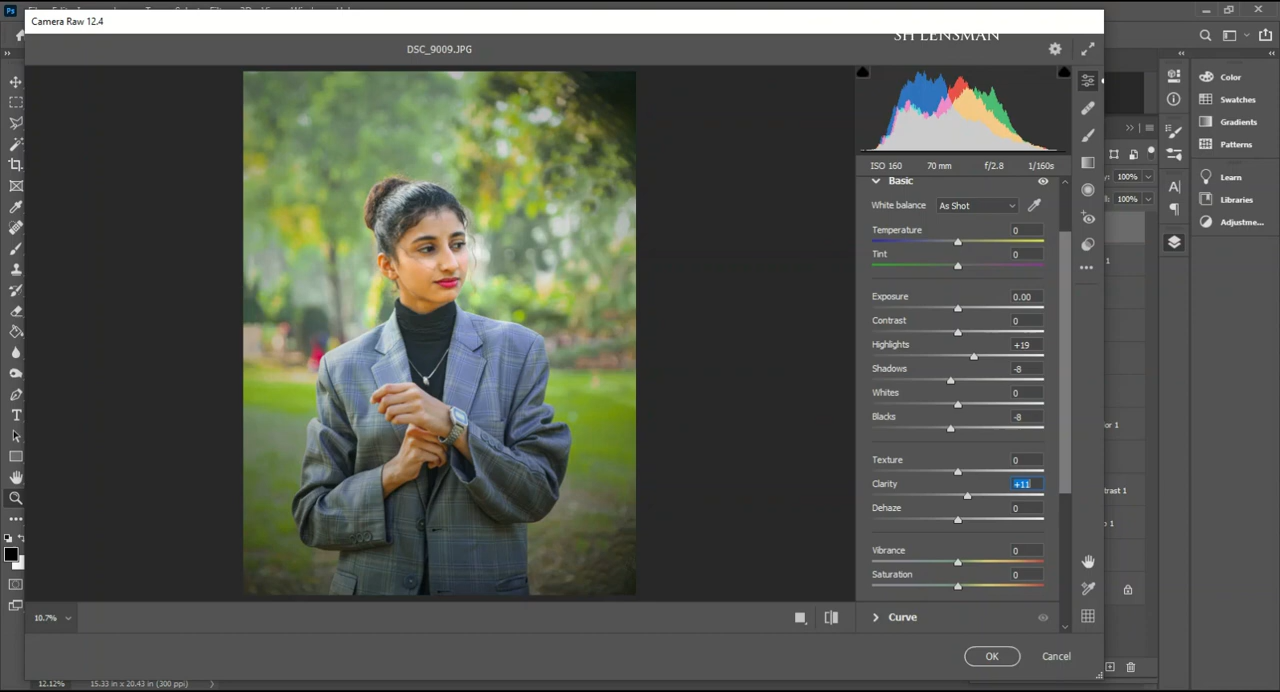 Camera Raw 12.4
SH LENSMAN
DSC_9009.JPG
Color
Swatches
Gradients
Patterns
Learn
Libraries
Adjustme...
ISO 160 70 mm f/2.8 1/160s
Basic
White balance As Shot
Temperature 0
Tint 0
Exposure 0.00
Contrast 0
Highlights +19
Shadows -8
Whites 0
Blacks -8
Texture 0
Clarity +11
Dehaze 0
Vibrance 0
Saturation 0
Curve
100%
100%
10.7%
OK Cancel
12.12% 15.33 in x 20.43 in (300 ppi)